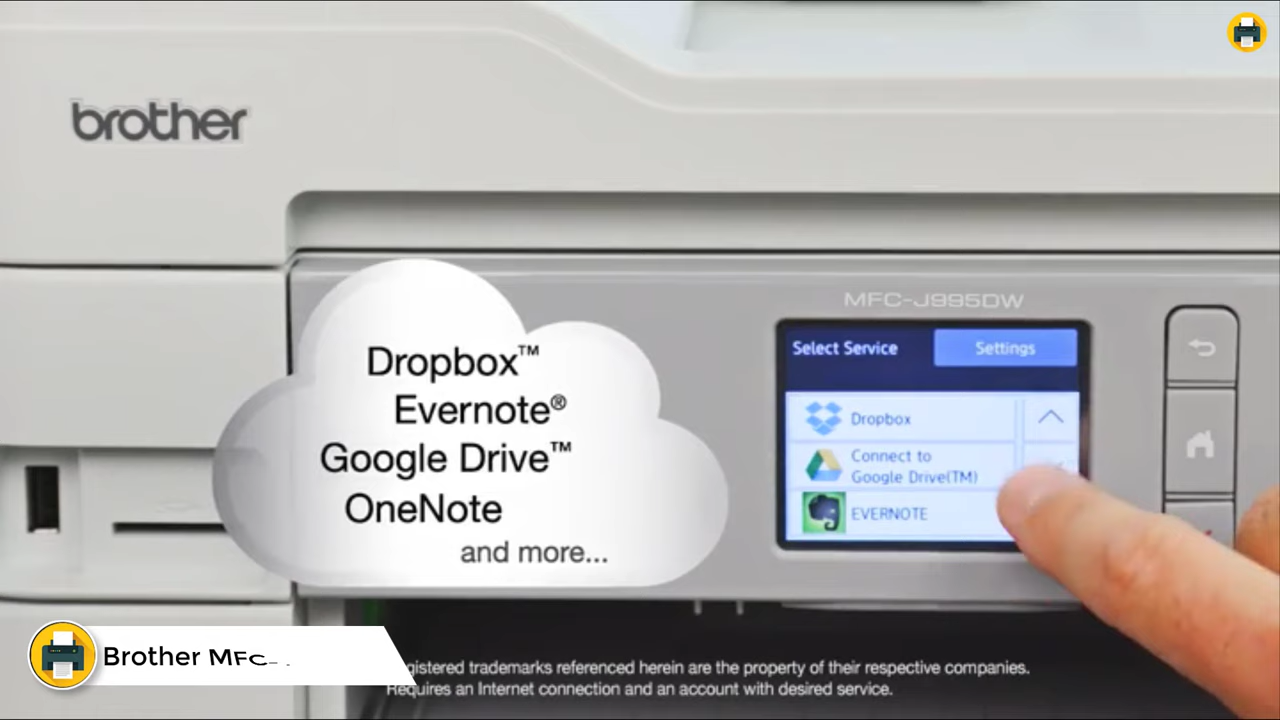 brother
MFC-J995DW
Select Service
Settings
Dropbox
Connect to
Google Drive(TM)
EVERNOTE
Dropbox™
Evernote®
Google Drive™
OneNote
and more...
Brother MFC-
trademarks referenced herein are the property of their respective companies.
Requires an Internet connection and an account with desired service.